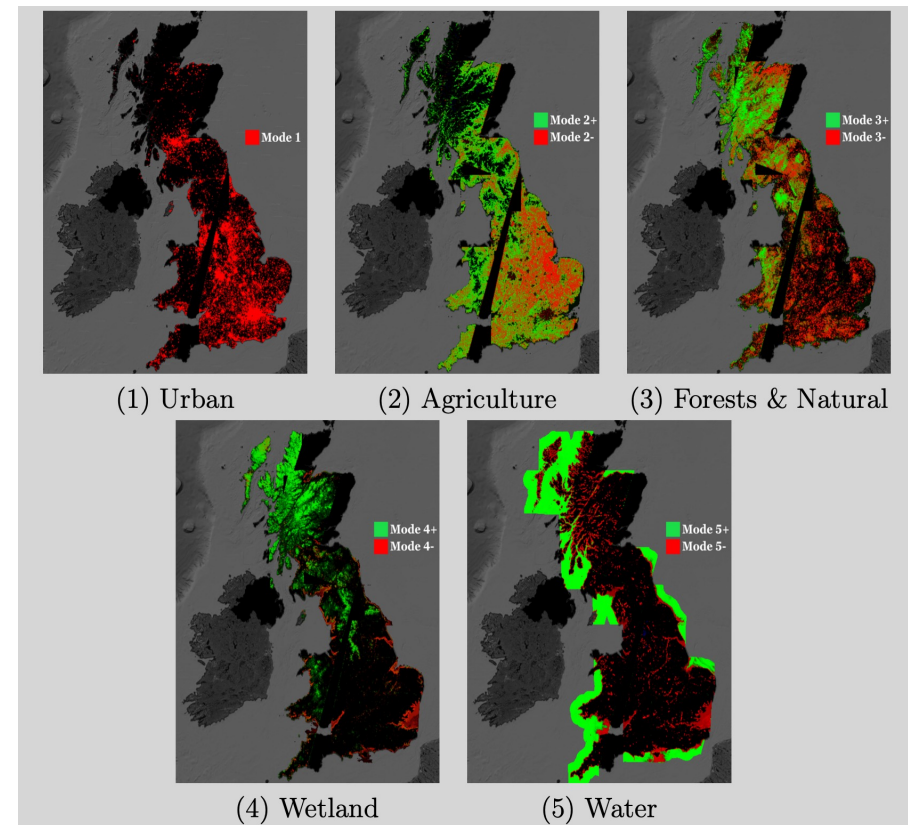 Mode 1
Mode 2+
Mode 2-
Mode 3+
Mode 3-
(1) Urban
(2) Agriculture
(3) Forests & Natural
Mode 4+
Mode 4-
Mode 5+
Mode 5-
(4) Wetland
(5) Water